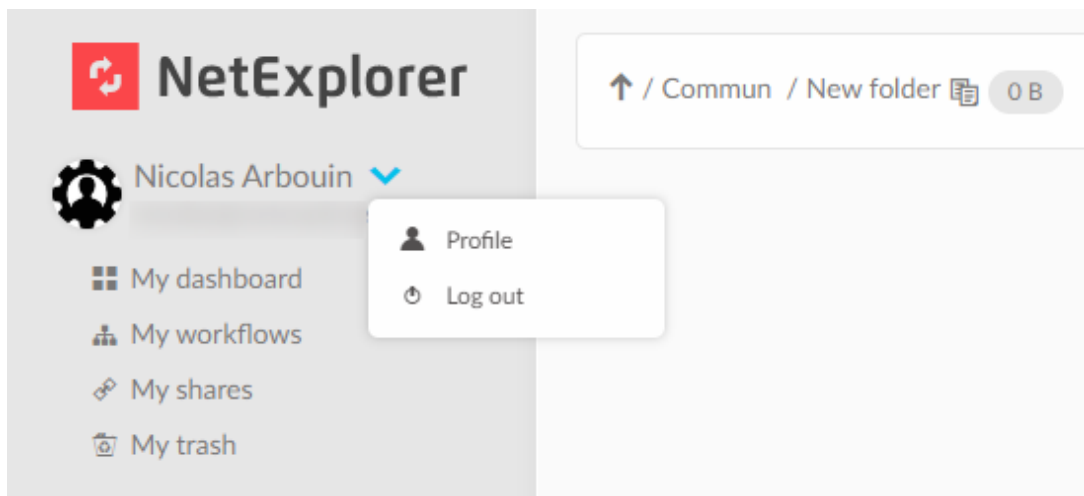 NetExplorer
/ Commun / New folder 0 B
Nicolas Arbouin
Profile
Log out
My dashboard
My workflows
My shares
My trash